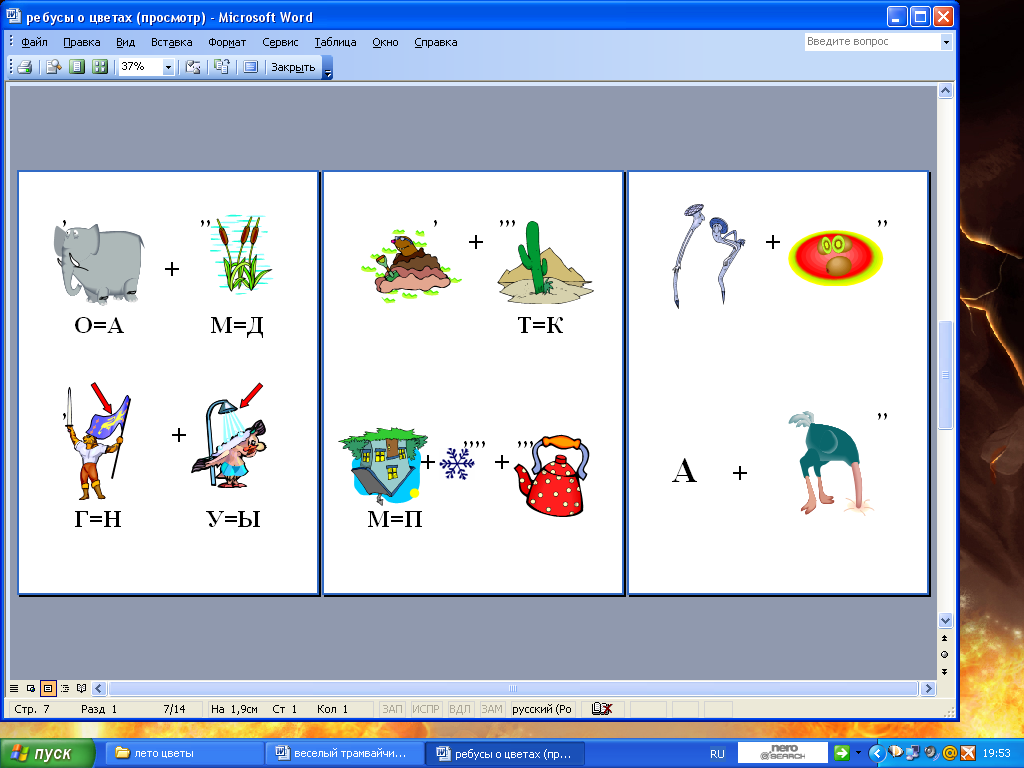 ребусы о цветах (просмотр) - Microsoft Word
Файл Правка Вид Вставка Формат Сервис Таблица Окно Справка
Введите вопрос
37% Закрыть
' + ,,
О=А М=Д
' + '''
Т=К
+ ,,
' +
Г=Н У=Ы
+ '''' + '''
М=П
А + ,,
Стр. 7 Разд 1 7/14 На 1,9см Ст 1 Кол 1 ЗАП ИСПР ВДЛ ЗАМ русский (Ро
пуск лето цветы веселый трамвайчи... ребусы о цветах (пр... RU nero SEARCH 19:53